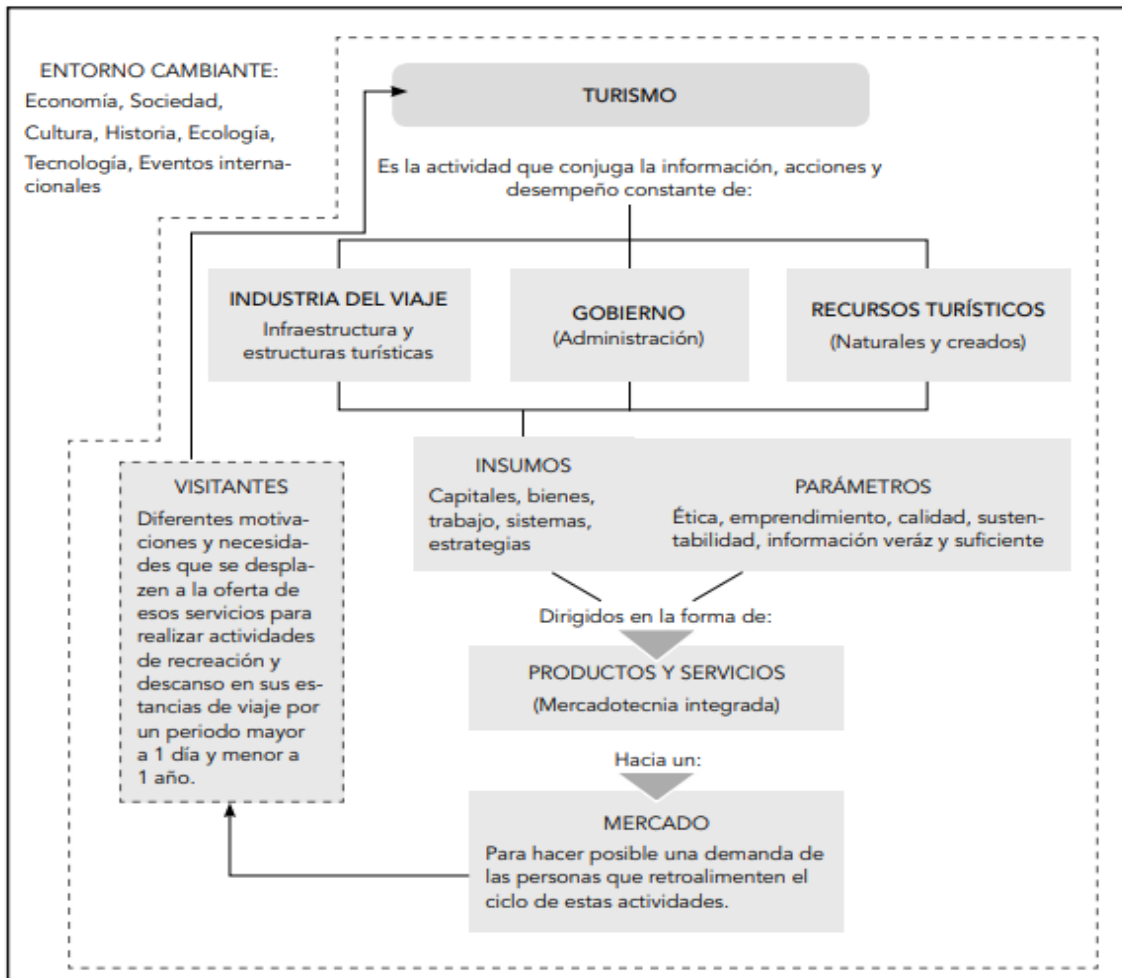 ENTORNO CAMBIANTE:
Economía, Sociedad,
Cultura, Historia, Ecología,
Tecnología, Eventos interna-
cionales
TURISMO
Es la actividad que conjuga la información, acciones y
desempeño constante de:
INDUSTRIA DEL VIAJE
Infraestructura y
estructuras turísticas
GOBIERNO
(Administración)
RECURSOS TURÍSTICOS
(Naturales y creados)
INSUMOS
Capitales, bienes,
trabajo, sistemas,
estrategias
PARÁMETROS
Ética, emprendimiento, calidad, susten-
tabilidad, información veráz y suficiente
VISITANTES
Diferentes motiva-
ciones y necesida-
des que se despla-
zen a la oferta de
esos servicios para
realizar actividades
de recreación y
descanso en sus es-
tancias de viaje por
un periodo mayor
a 1 día y menor a
1 año.
Dirigidos en la forma de:
PRODUCTOS Y SERVICIOS
(Mercadotecnia integrada)
Hacia un:
MERCADO
Para hacer posible una demanda de
las personas que retroalimenten el
ciclo de estas actividades.